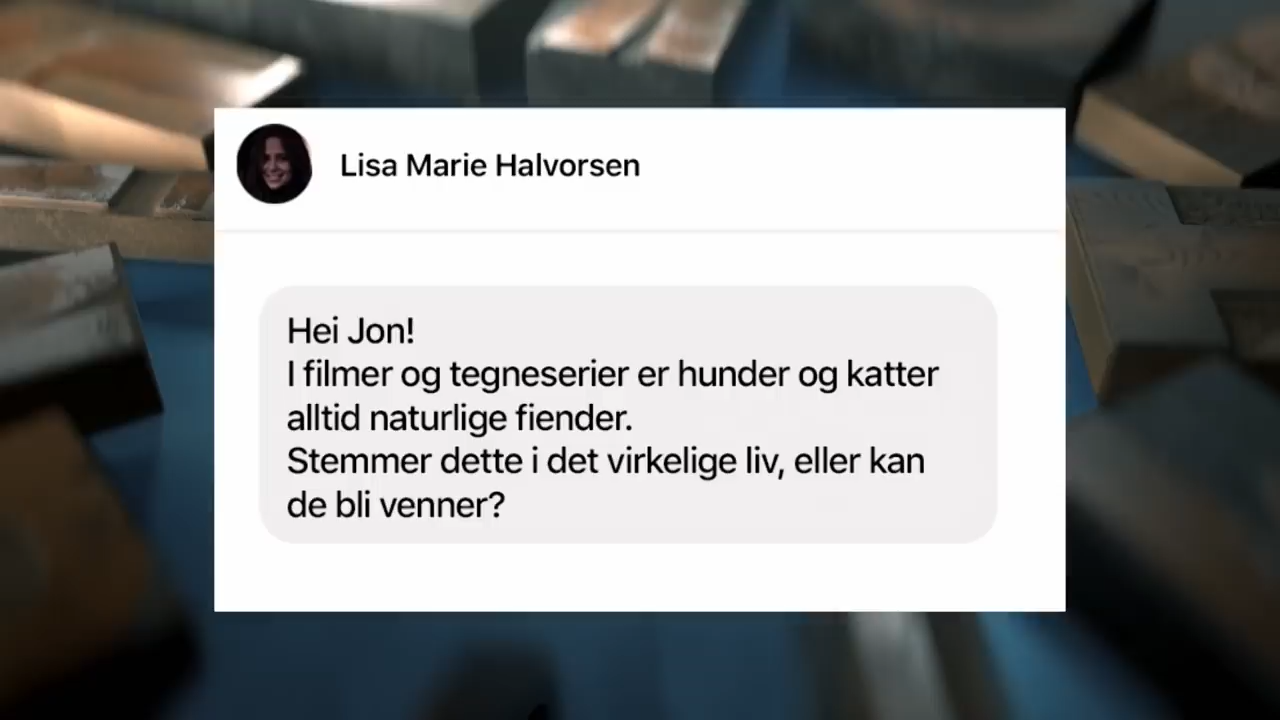 Lisa Marie Halvorsen
Hei Jon!
I filmer og tegneserier er hunder og katter
alltid naturlige fiender.
Stemmer dette i det virkelige liv, eller kan
de bli venner?